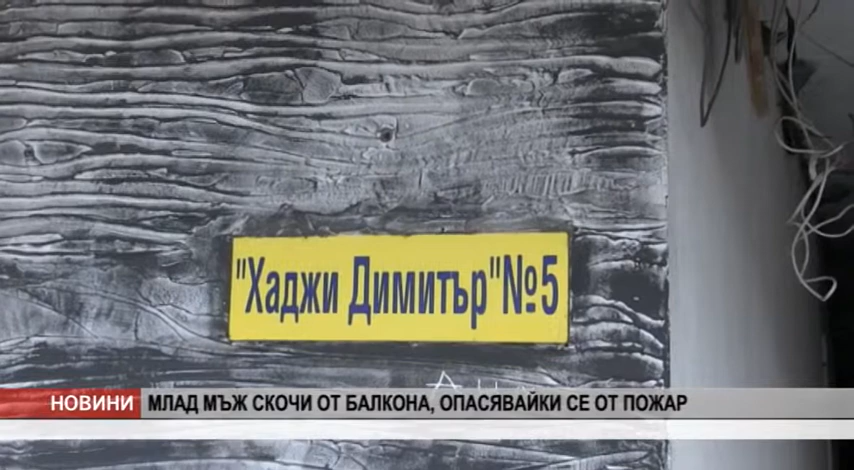 "Хаджи Димитър"№5
НОВИНИ
МЛАД МЪЖ СКОЧИ ОТ БАЛКОНА, ОПАСЯВАЙКИ СЕ ОТ ПОЖАР